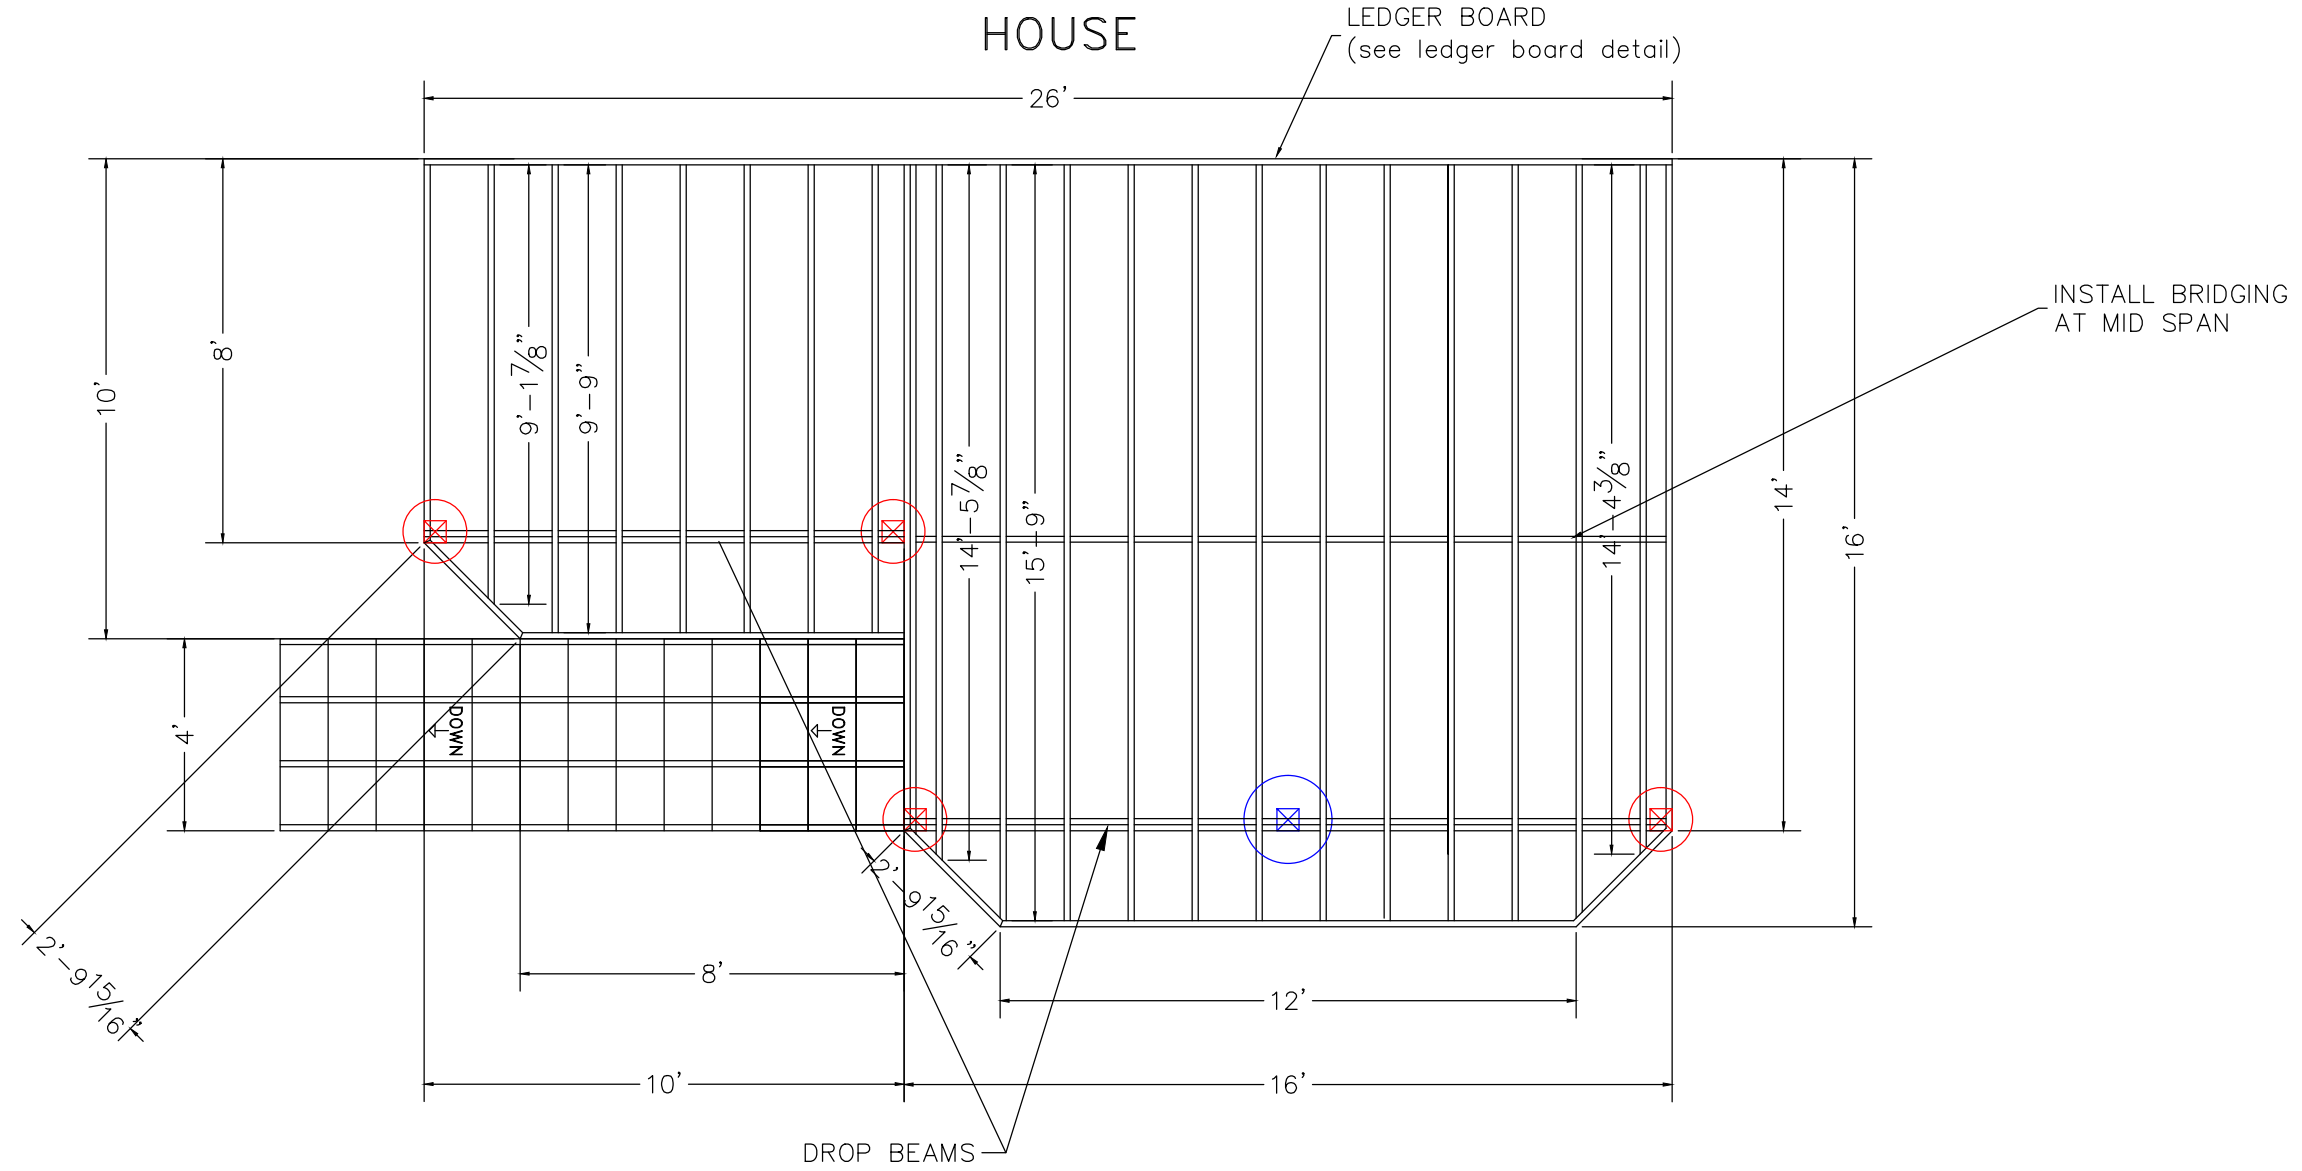 HOUSE
LEDGER BOARD
(see ledger board detail)
26'
INSTALL BRIDGING
AT MID SPAN
10'
8'
9'-1 7/8"
9'-9"
14'-5 7/8"
15'-9"
14'-4 3/8"
14'
16'
4'
DOWN
DOWN
2'-9 15/16"
2'-9 15/16"
8'
12'
10'
16'
DROP BEAMS